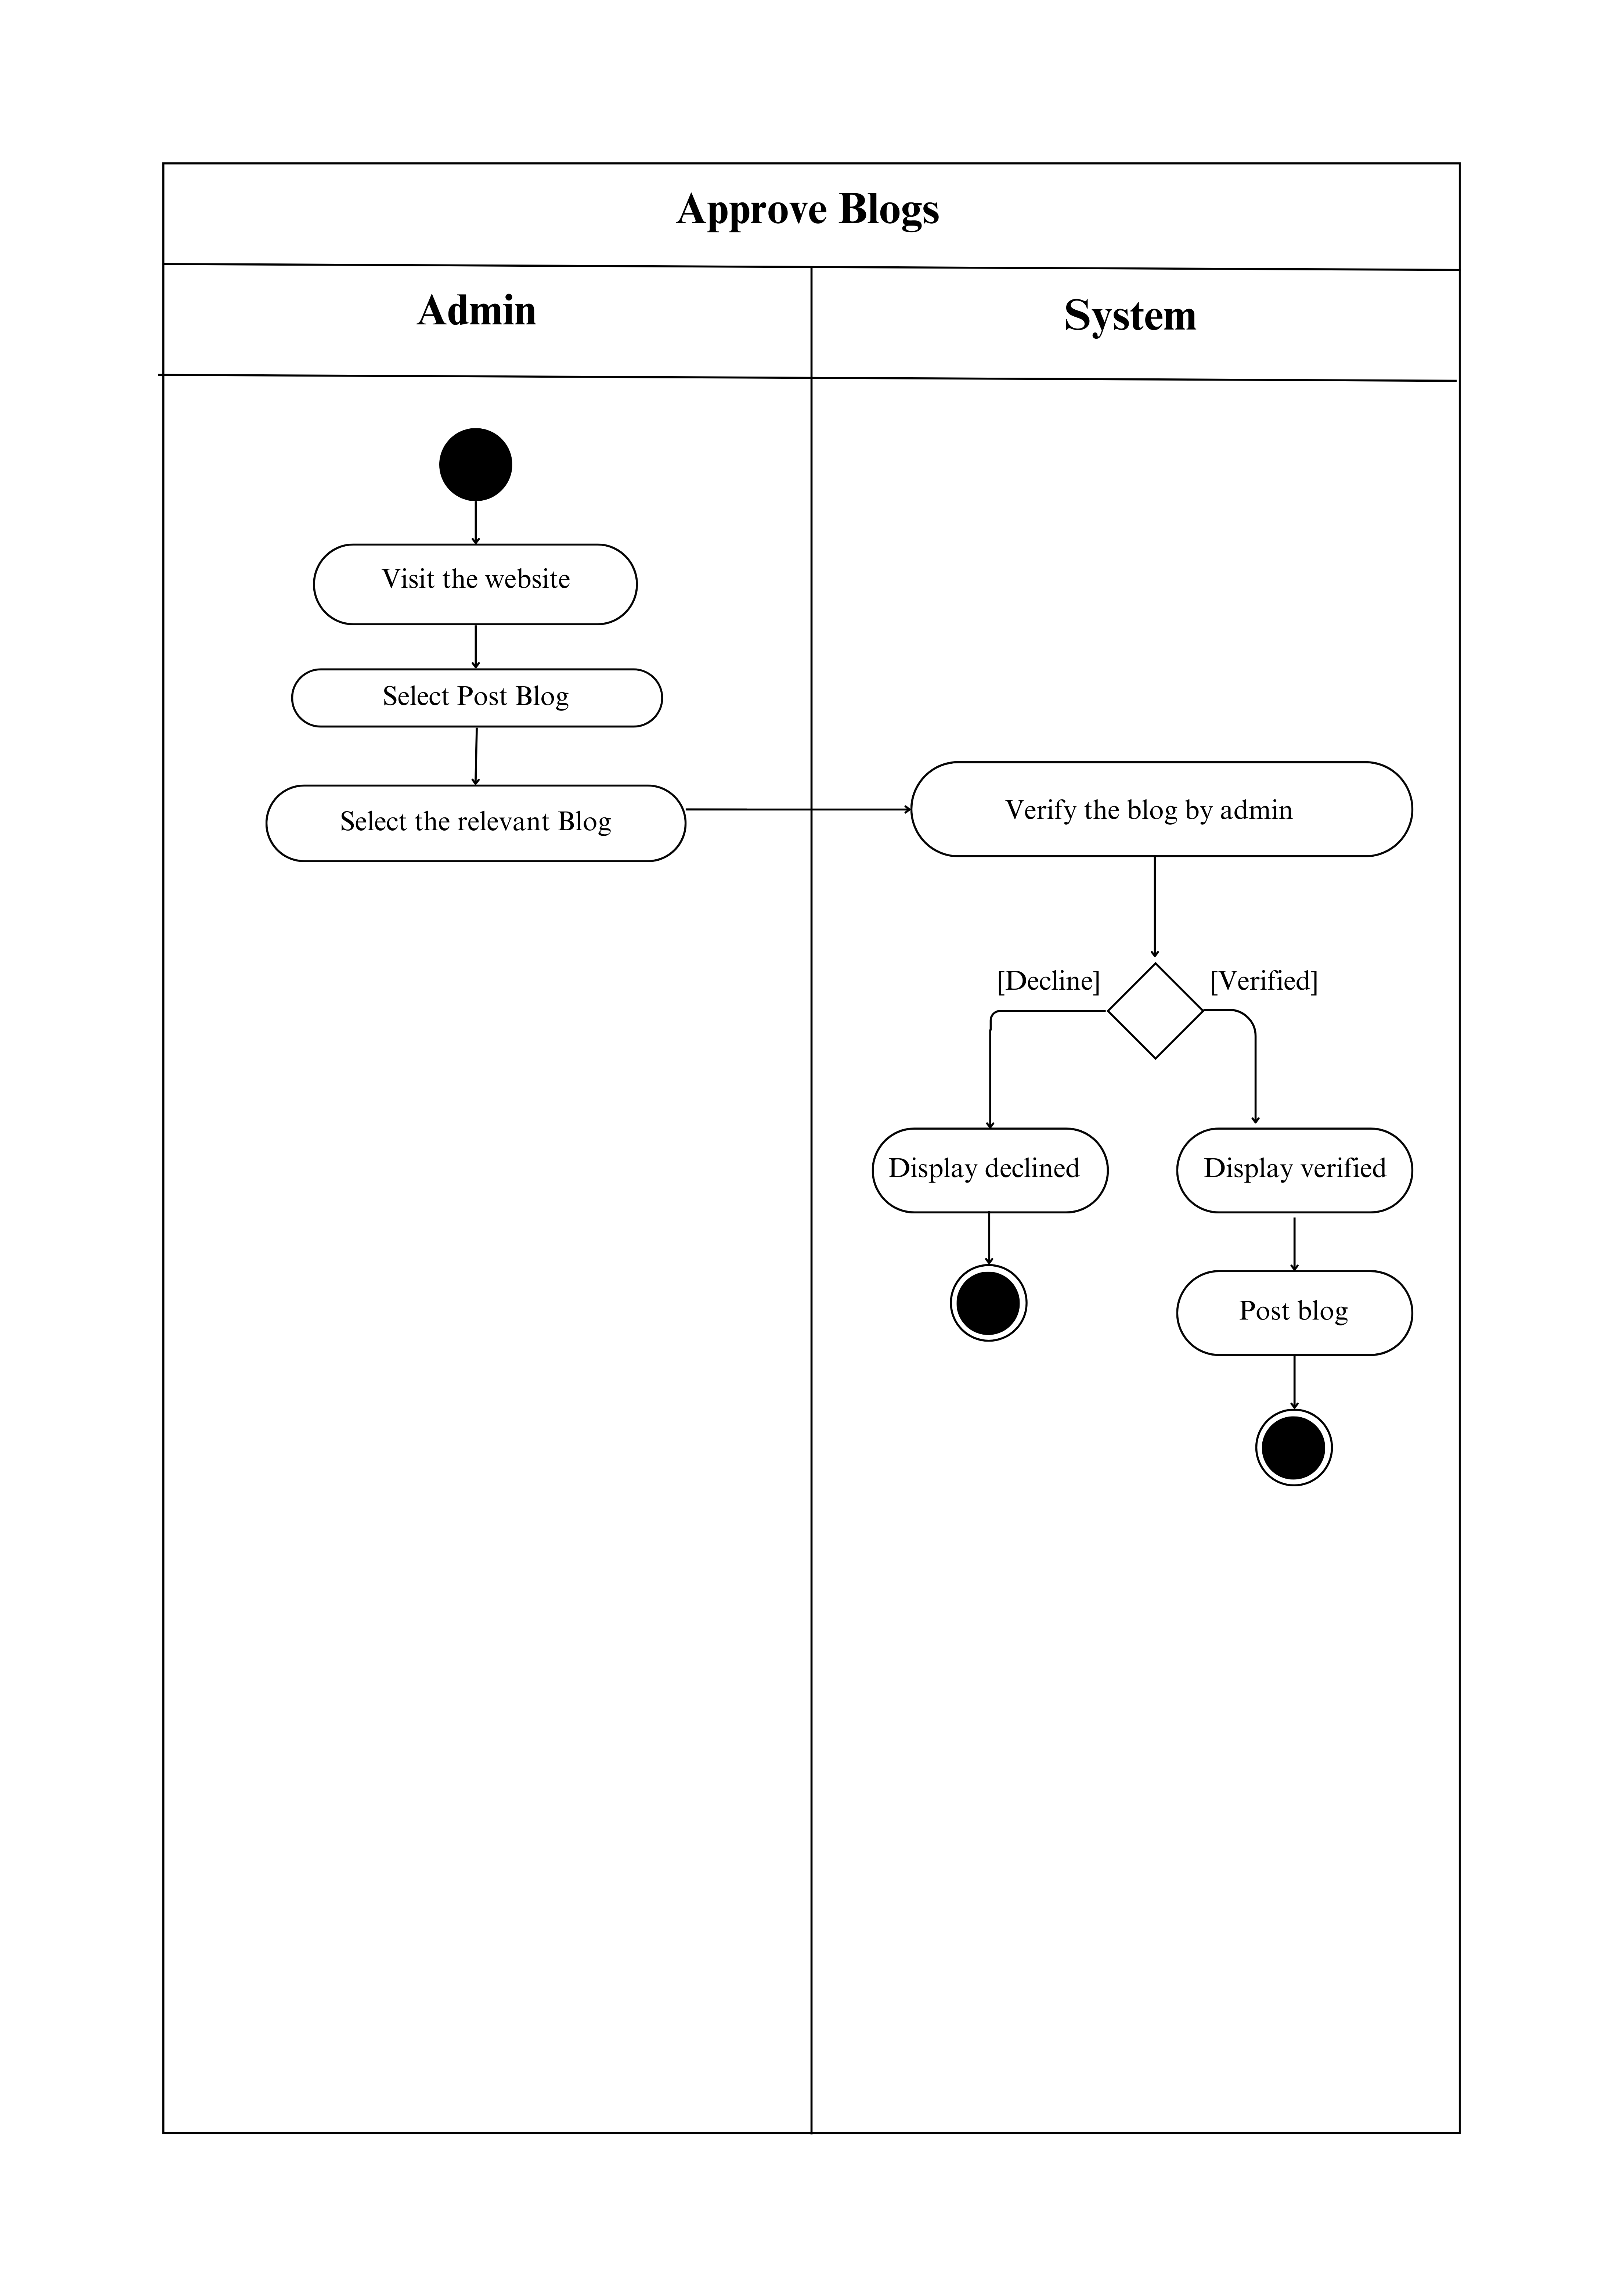 Approve Blogs
Admin
System
Visit the website
Select Post Blog
Select the relevant Blog
Verify the blog by admin
[Decline]
[Verified]
Display declined
Display verified
Post blog